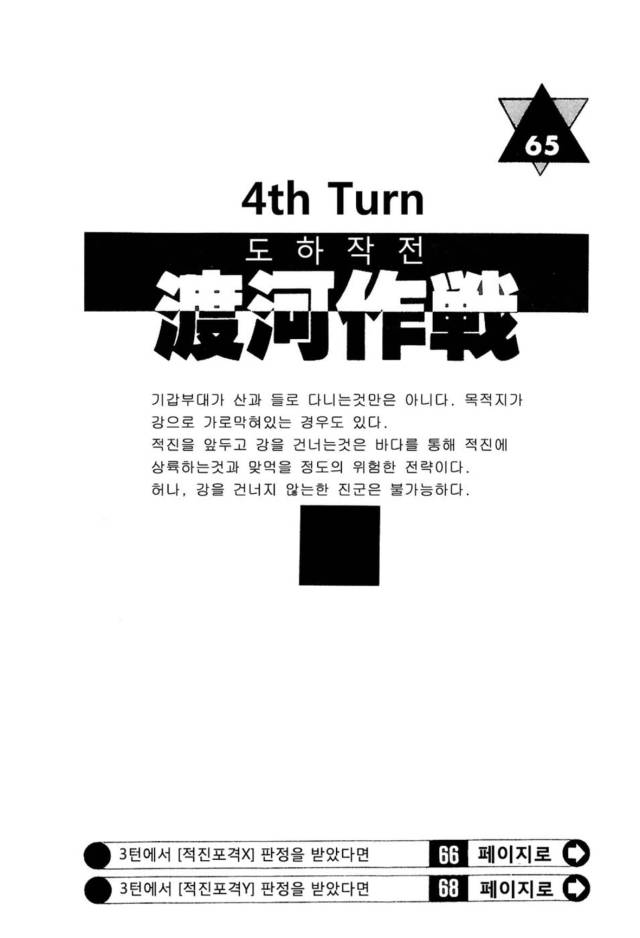 65
4th Turn
도하작전
渡河作戦
기갑부대가 산과 들로 다니는것만은 아니다. 목적지가
강으로 가로막혀있는 경우도 있다.
적진을 앞두고 강을 건너는것은 바다를 통해 적진에
상륙하는것과 맞먹을 정도의 위험한 전략이다.
허나, 강을 건너지 않는한 진군은 불가능하다.
3턴에서 [적진포격X] 판정을 받았다면 66 페이지로
3턴에서 [적진포격Y] 판정을 받았다면 68 페이지로